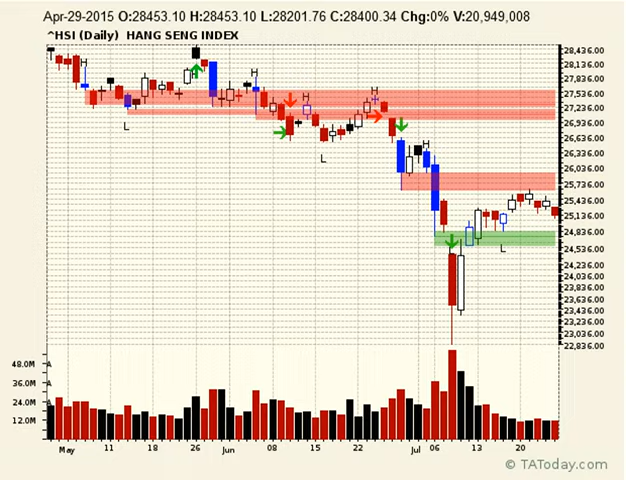 Apr-29-2015 O:28453.10 H:28453.10 L:28201.76 C:28400.34 Chg:0% V:20,949,008
^HSI (Daily) HANG SENG INDEX
28,436.00
28,136.00
27,836.00
27,536.00
27,236.00
26,936.00
26,636.00
26,336.00
26,036.00
25,736.00
25,436.00
25,136.00
24,836.00
24,536.00
24,236.00
23,936.00
23,636.00
23,336.00
23,036.00
22,836.00
H
H
H
H
H
H
L
L
L
48.0M
36.0M
24.0M
12.0M
May 11 18 26 Jun 08 15 22 Jul 06 13 20
© TAToday.com